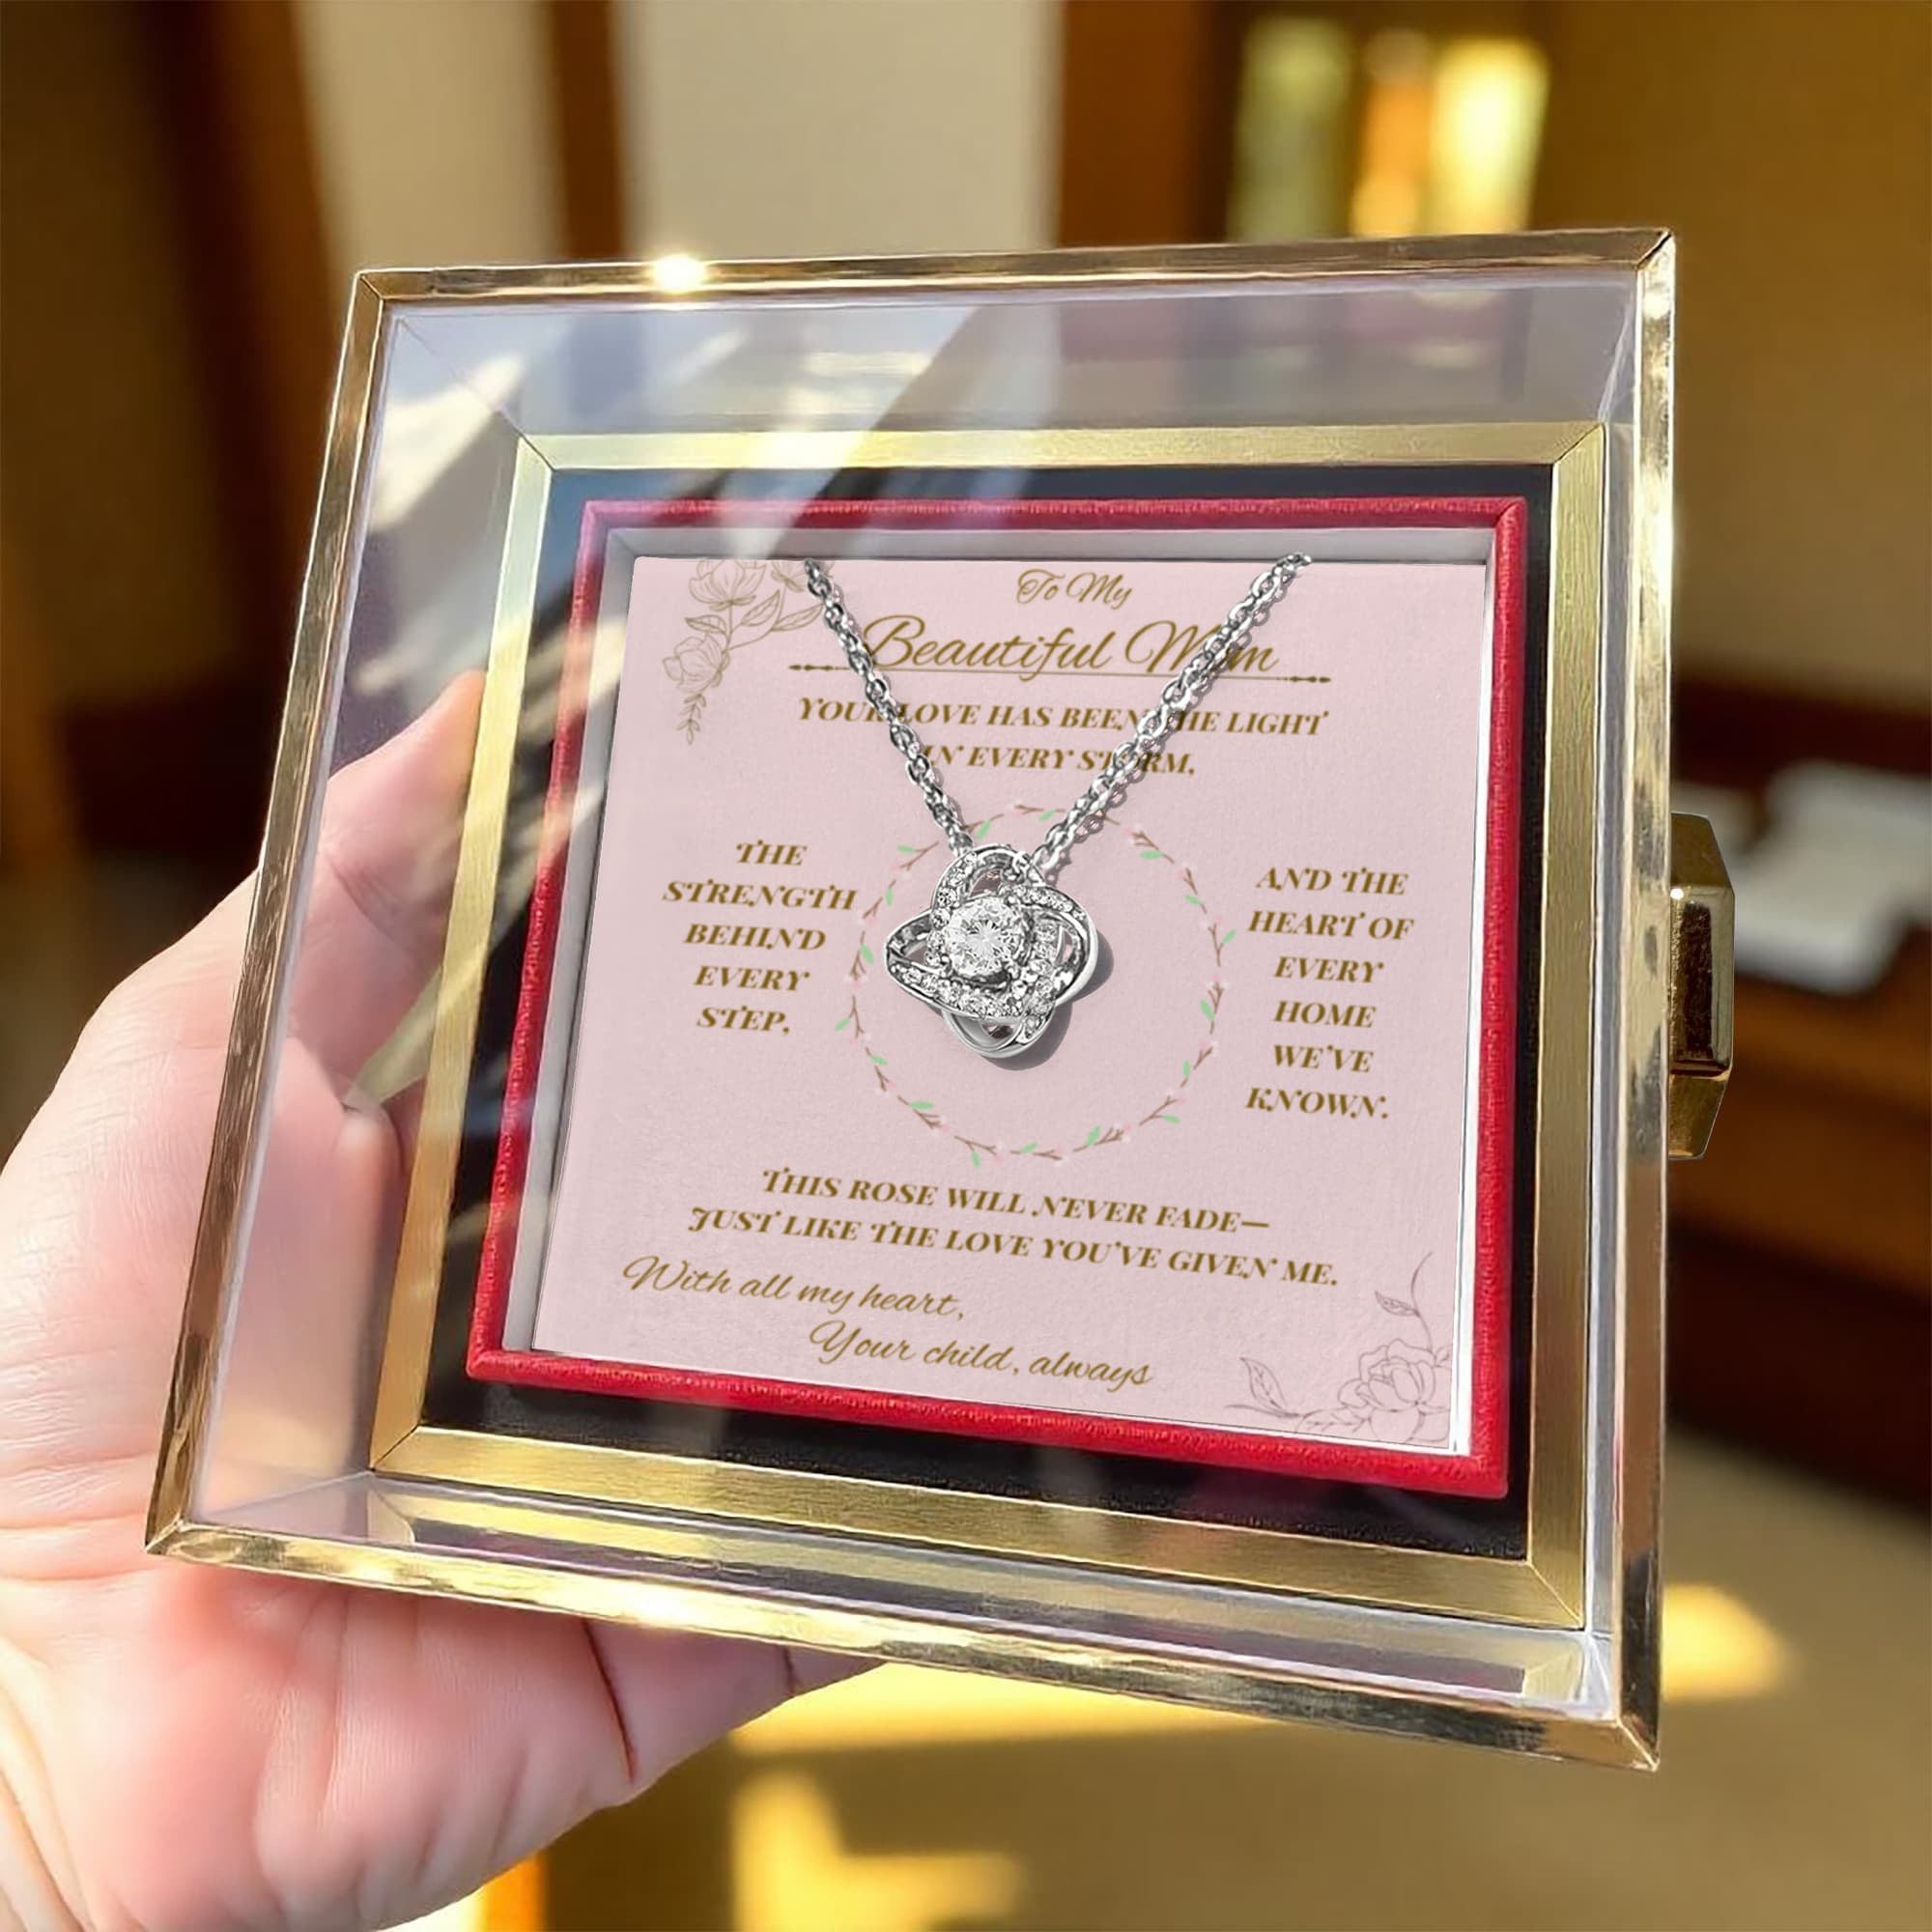 To My
Beautiful Mom
YOUR LOVE HAS BEEN THE LIGHT
IN EVERY STORM,
THE
STRENGTH
BEHIND
EVERY
STEP,
AND THE
HEART OF
EVERY
HOME
WE'VE
KNOWN.
THIS ROSE WILL NEVER FADE—
JUST LIKE THE LOVE YOU'VE GIVEN ME.
With all my heart,
Your child, always